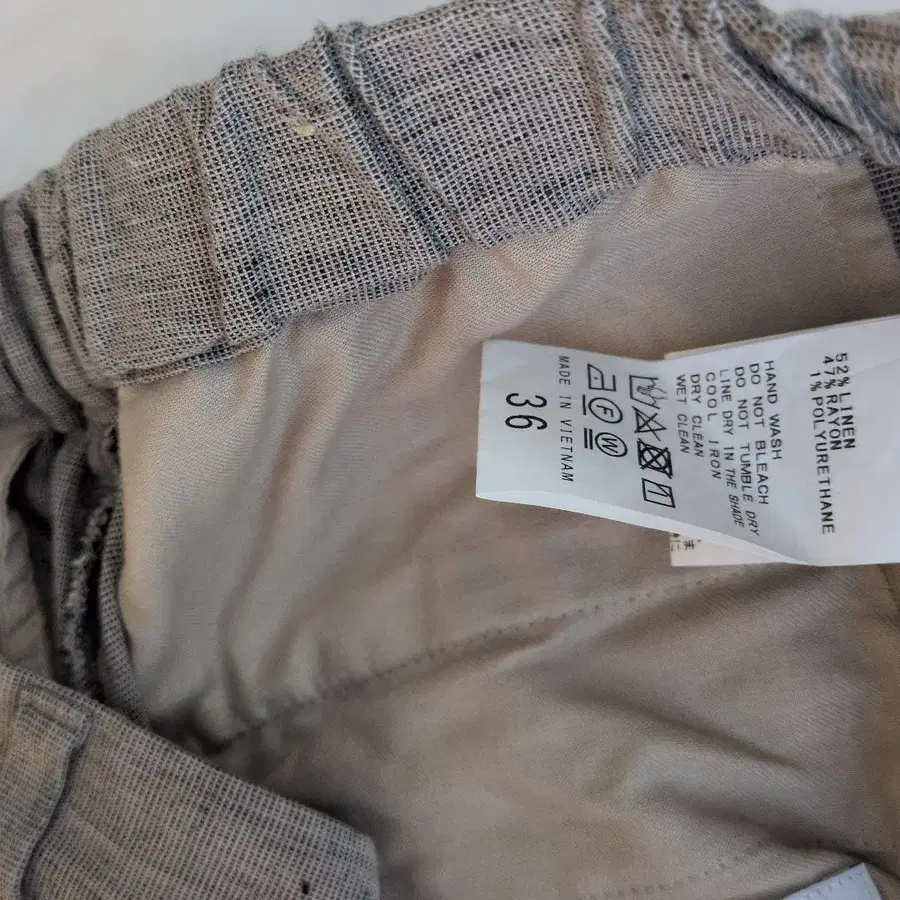 52% LINEN
47% RAYON
1% POLYURETHANE
HAND WASH
DO NOT BLEACH
DO NOT TUMBLE DRY
LINE DRY IN THE SHADE
COOL IRON
DRY CLEAN
WET CLEAN
F W
MADE IN VIETNAM
36